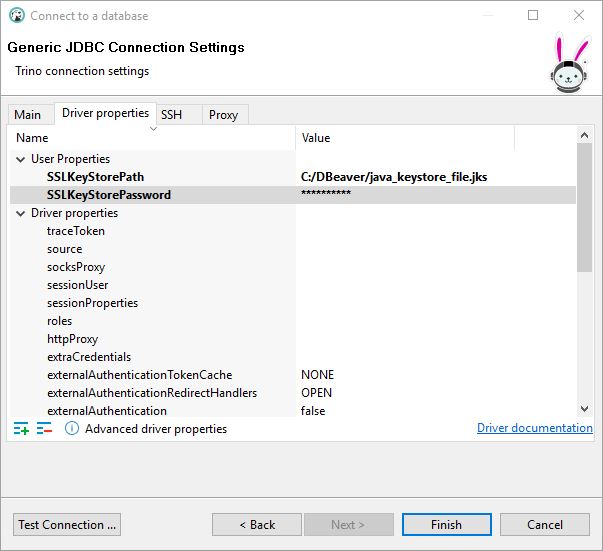 Connect to a database
Generic JDBC Connection Settings
Trino connection settings
Main Driver properties SSH Proxy
Name Value
User Properties
SSLKeyStorePath C:/DBeaver/java_keystore_file.jks
SSLKeyStorePassword **********
Driver properties
traceToken
source
socksProxy
sessionUser
sessionProperties
roles
httpProxy
extraCredentials
externalAuthenticationTokenCache NONE
externalAuthenticationRedirectHandlers OPEN
externalAuthentication false
Advanced driver properties Driver documentation
Test Connection ... < Back Next > Finish Cancel